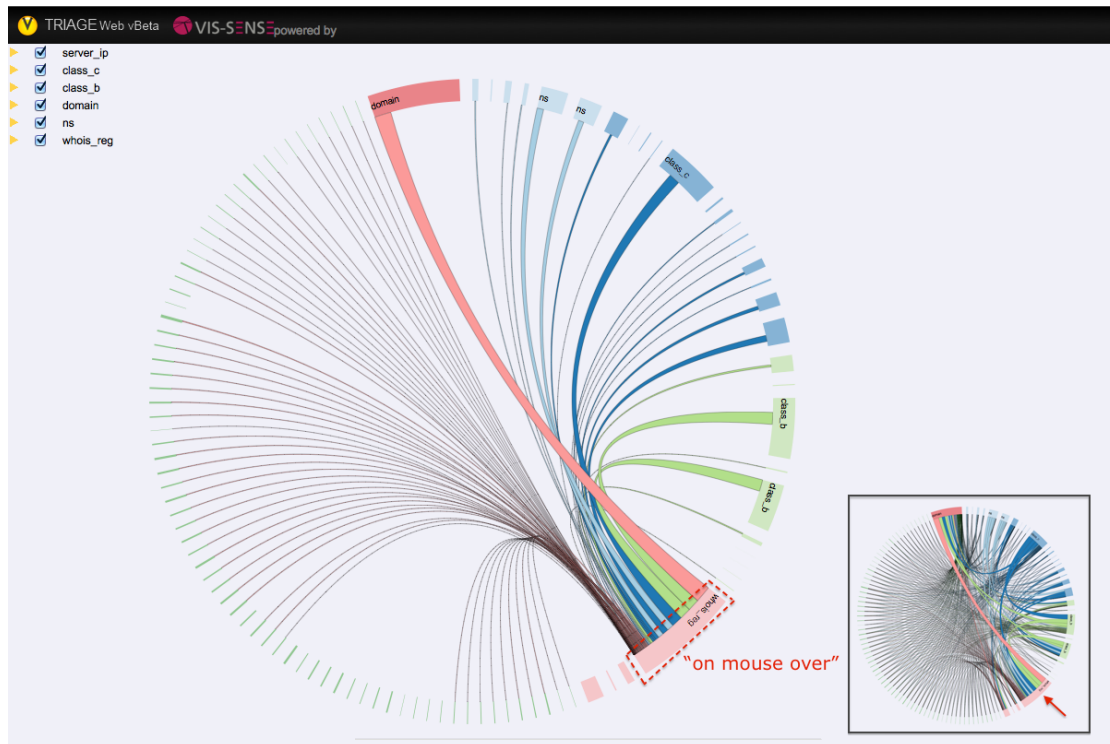 TRIAGE Web vBeta VIS-SENSE powered by
server_ip
class_c
class_b
domain
ns
whois_reg
domain
ns
ns
class_c
class_b
class_b
whois_reg
"on mouse over"